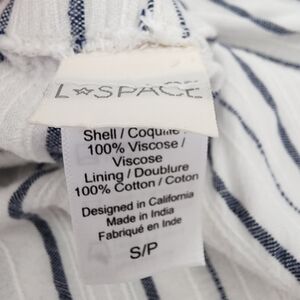 L☆SPACE
Shell / Coquille
100% Viscose /
Viscose
Lining / Doublure
100% Cotton / Coton
Designed in California
Made in India
Fabriqué en Inde
S/P